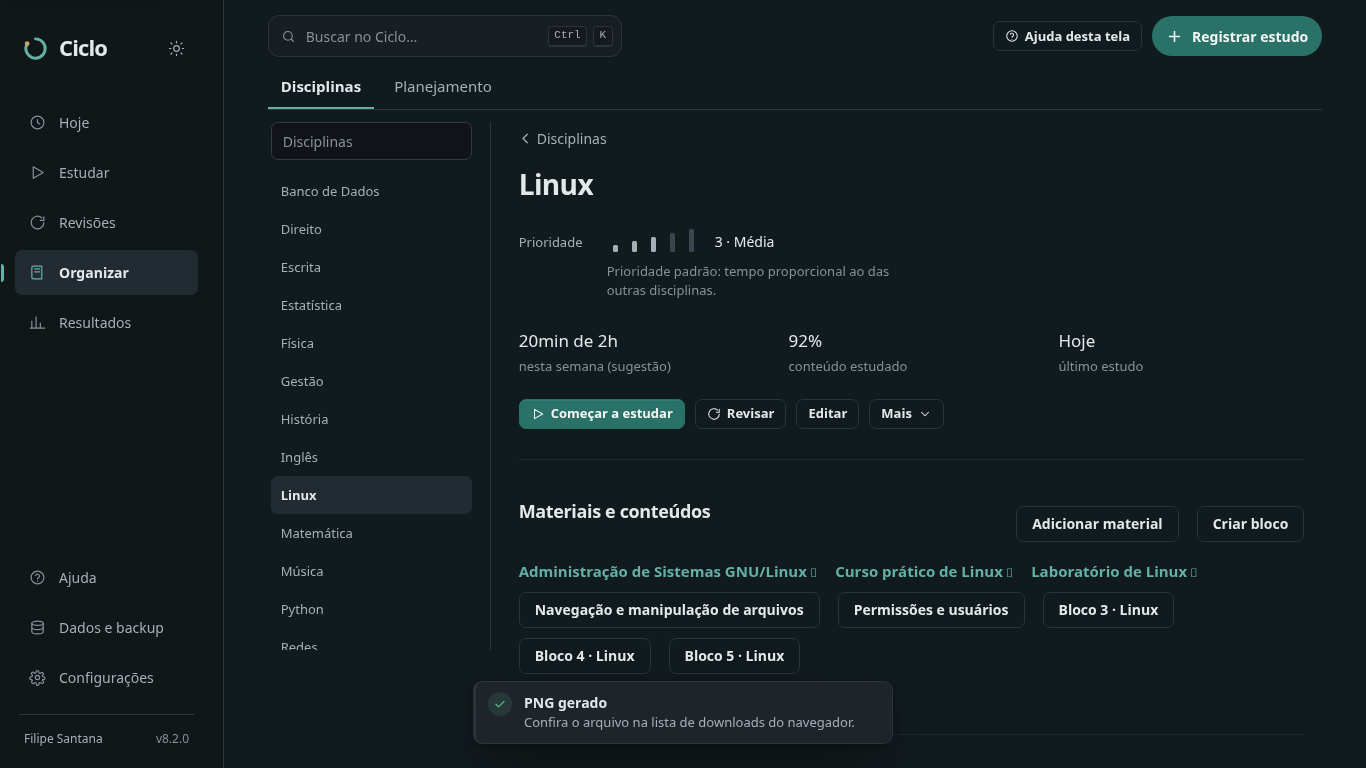 Ciclo
Hoje
Estudar
Revisões
Organizar
Resultados
Ajuda
Dados e backup
Configurações
Filipe Santana v8.2.0
Buscar no Ciclo... Ctrl K
Ajuda desta tela
Registrar estudo
Disciplinas Planejamento
Disciplinas
Banco de Dados
Direito
Escrita
Estatística
Física
Gestão
História
Inglês
Linux
Matemática
Música
Python
Redes
Disciplinas
Linux
Prioridade 3 · Média
Prioridade padrão: tempo proporcional ao das
outras disciplinas.
20min de 2h 92% Hoje
nesta semana (sugestão) conteúdo estudado último estudo
Começar a estudar Revisar Editar Mais
Materiais e conteúdos Adicionar material Criar bloco
Administração de Sistemas GNU/Linux Curso prático de Linux Laboratório de Linux
Navegação e manipulação de arquivos Permissões e usuários Bloco 3 · Linux
Bloco 4 · Linux Bloco 5 · Linux
PNG gerado
Confira o arquivo na lista de downloads do navegador.